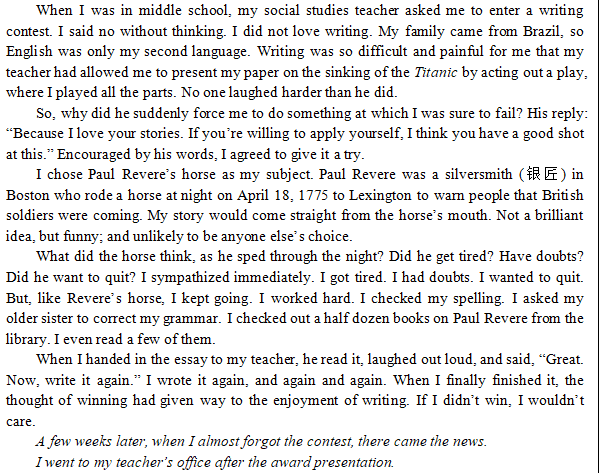 When I was in middle school, my social studies teacher asked me to enter a writing
contest. I said no without thinking. I did not love writing. My family came from Brazil, so
English was only my second language. Writing was so difficult and painful for me that my
teacher had allowed me to present my paper on the sinking of the Titanic by acting out a play,
where I played all the parts. No one laughed harder than he did.
So, why did he suddenly force me to do something at which I was sure to fail? His reply:
“Because I love your stories. If you’re willing to apply yourself, I think you have a good shot
at this.” Encouraged by his words, I agreed to give it a try.
I chose Paul Revere’s horse as my subject. Paul Revere was a silversmith (银匠) in
Boston who rode a horse at night on April 18, 1775 to Lexington to warn people that British
soldiers were coming. My story would come straight from the horse’s mouth. Not a brilliant
idea, but funny; and unlikely to be anyone else’s choice.
What did the horse think, as he sped through the night? Did he get tired? Have doubts?
Did he want to quit? I sympathized immediately. I got tired. I had doubts. I wanted to quit.
But, like Revere’s horse, I kept going. I worked hard. I checked my spelling. I asked my
older sister to correct my grammar. I checked out a half dozen books on Paul Revere from the
library. I even read a few of them.
When I handed in the essay to my teacher, he read it, laughed out loud, and said, “Great.
Now, write it again.” I wrote it again, and again and again. When I finally finished it, the
thought of winning had given way to the enjoyment of writing. If I didn’t win, I wouldn’t
care.
A few weeks later, when I almost forgot the contest, there came the news.
I went to my teacher’s office after the award presentation.